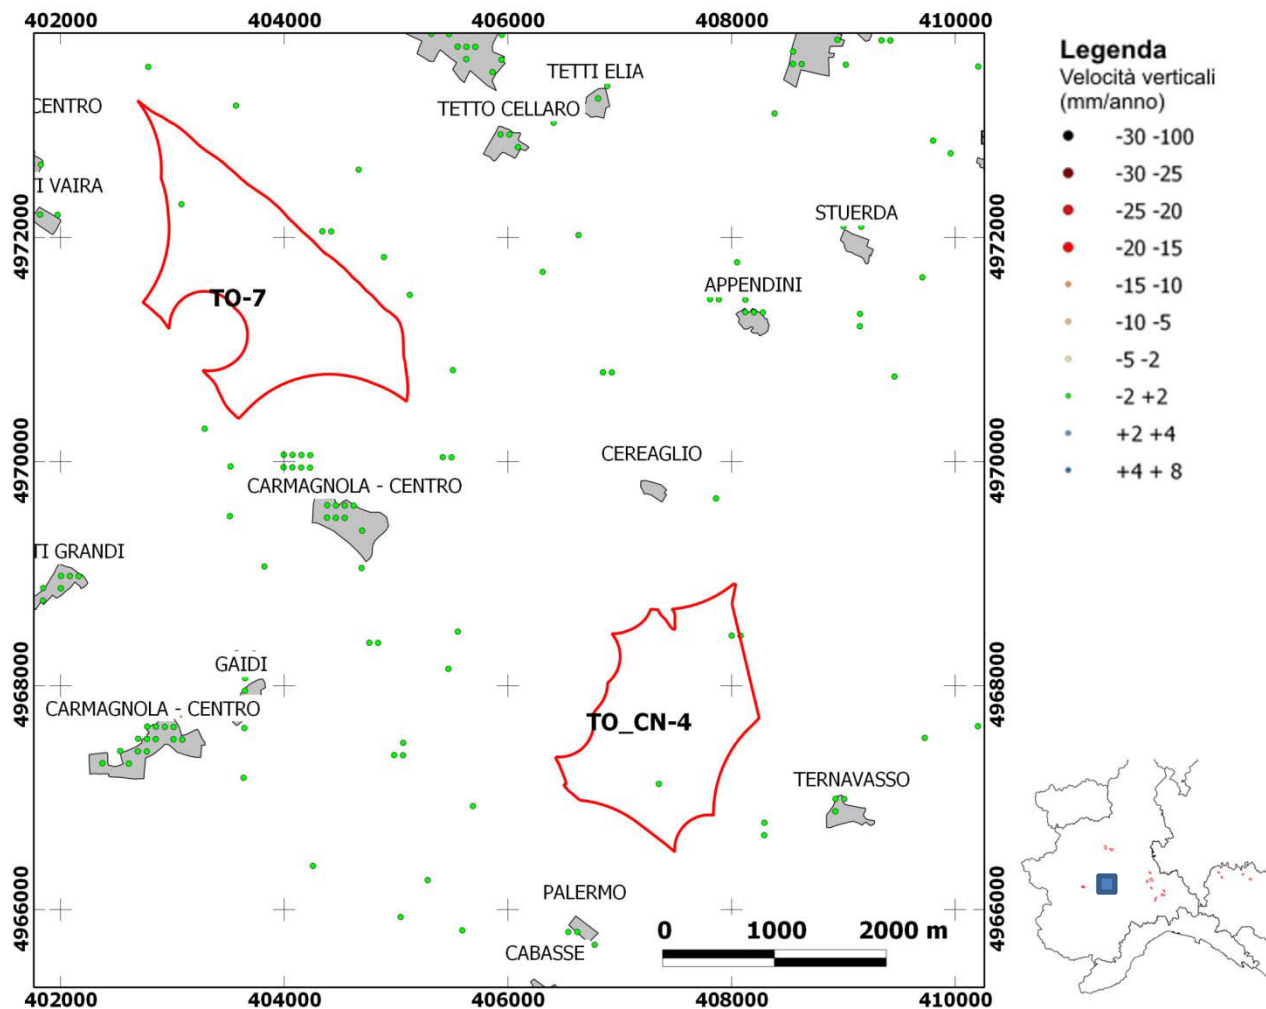 402000 404000 406000 408000 410000
TETTI ELIA
CENTRO
TETTO CELLARO
TI VAIRA
STUERDA
4972000 4972000
APPENDINI
TO-7
4970000 4970000
CEREAGLIO
CARMAGNOLA - CENTRO
TI GRANDI
GAIDI
4968000 4968000
CARMAGNOLA - CENTRO
TO_CN-4
TERNAVASSO
PALERMO
4966000 4966000
0 1000 2000 m
CABASSE
402000 404000 406000 408000 410000
Legenda
Velocità verticali
(mm/anno)
-30 -100
-30 -25
-25 -20
-20 -15
-15 -10
-10 -5
-5 -2
-2 +2
+2 +4
+4 + 8